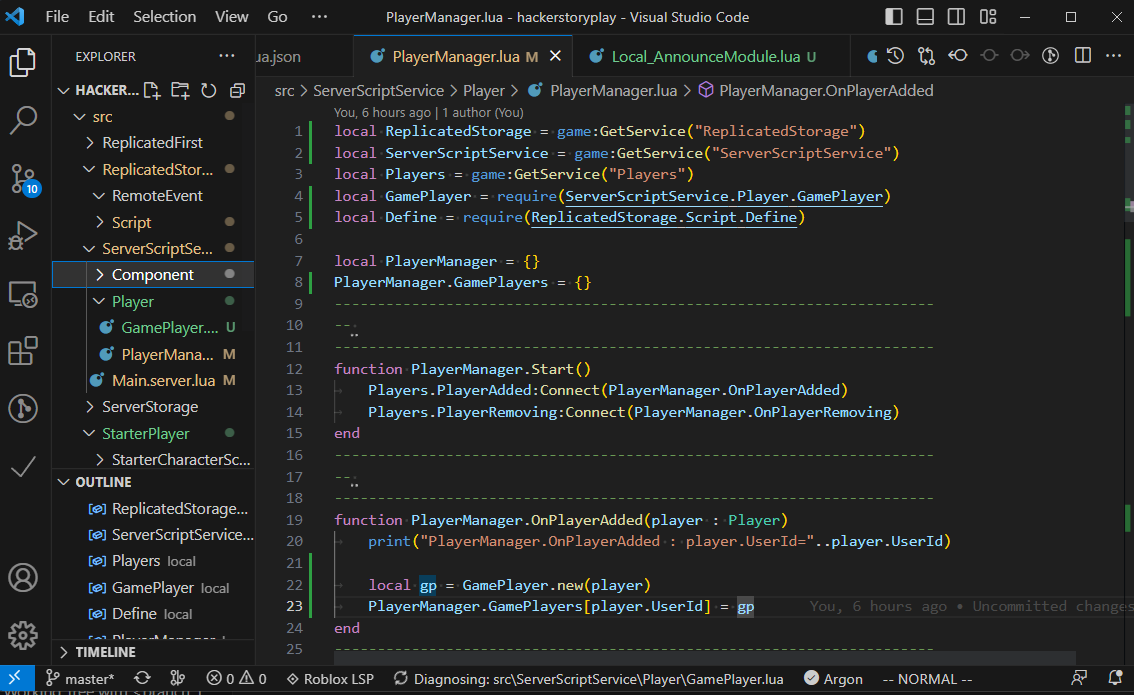 File Edit Selection View Go ··· PlayerManager.lua - hackerstoryplay - Visual Studio Code
EXPLORER ···
HACKER...
src
ReplicatedFirst
ReplicatedStor...
RemoteEvent
Script
ServerScriptSe...
Component
Player
GamePlayer.... U
PlayerMana... M
Main.server.lua M
ServerStorage
StarterPlayer
StarterCharacterSc...
OUTLINE
ReplicatedStorage...
ServerScriptService...
Players local
GamePlayer local
Define local
TIMELINE
10
ua.json PlayerManager.lua M Local_AnnounceModule.lua U
src > ServerScriptService > Player > PlayerManager.lua > PlayerManager.OnPlayerAdded
You, 6 hours ago | 1 author (You)
1 local ReplicatedStorage = game:GetService("ReplicatedStorage")
2 local ServerScriptService = game:GetService("ServerScriptService")
3 local Players = game:GetService("Players")
4 local GamePlayer = require(ServerScriptService.Player.GamePlayer)
5 local Define = require(ReplicatedStorage.Script.Define)
6
7 local PlayerManager = {}
8 PlayerManager.GamePlayers = {}
9 ----------------------------------------------------------------------
10 --
11 ----------------------------------------------------------------------
12 function PlayerManager.Start()
13 Players.PlayerAdded:Connect(PlayerManager.OnPlayerAdded)
14 Players.PlayerRemoving:Connect(PlayerManager.OnPlayerRemoving)
15 end
16 ----------------------------------------------------------------------
17 --
18 ----------------------------------------------------------------------
19 function PlayerManager.OnPlayerAdded(player : Player)
20 print("PlayerManager.OnPlayerAdded : player.UserId="..player.UserId)
21
22 local gp = GamePlayer.new(player)
23 PlayerManager.GamePlayers[player.UserId] = gp You, 6 hours ago • Uncommitted changes
24 end
25 ----------------------------------------------------------------------
master* 0 0 Roblox LSP Diagnosing: src\ServerScriptService\Player\GamePlayer.lua Argon -- NORMAL --